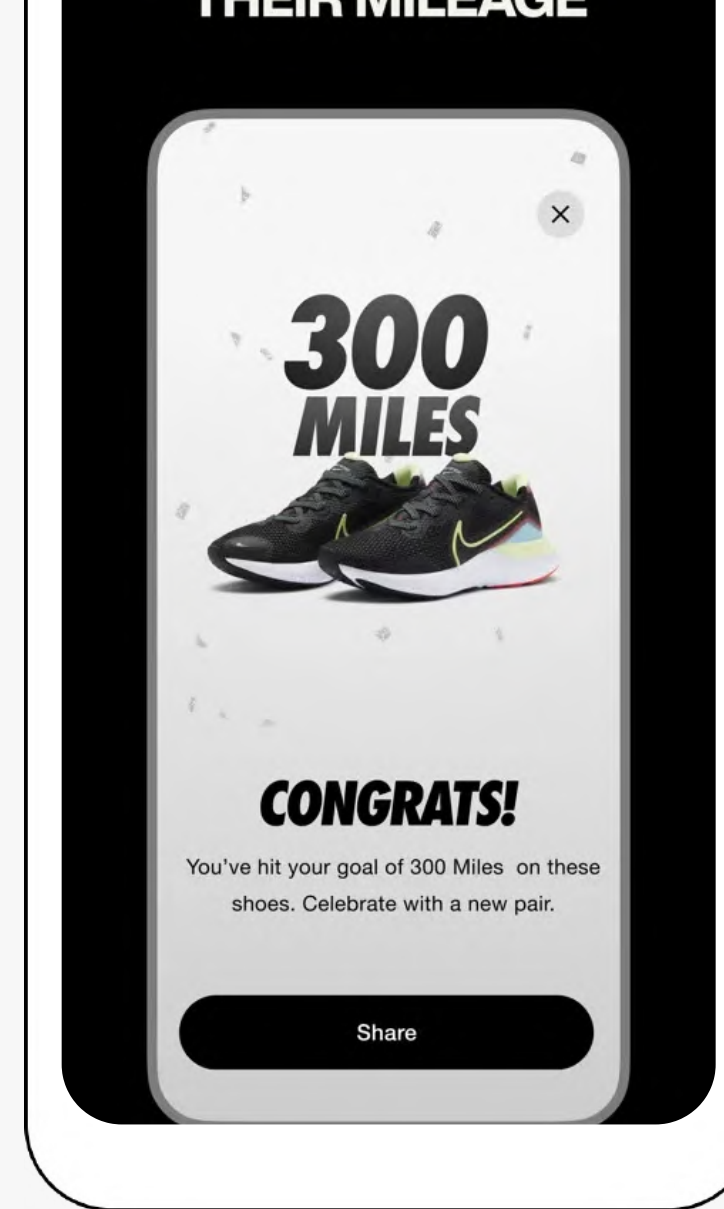 THEIR MILEAGE
300
MILES
CONGRATS!
You've hit your goal of 300 Miles  on these
shoes. Celebrate with a new pair.
Share